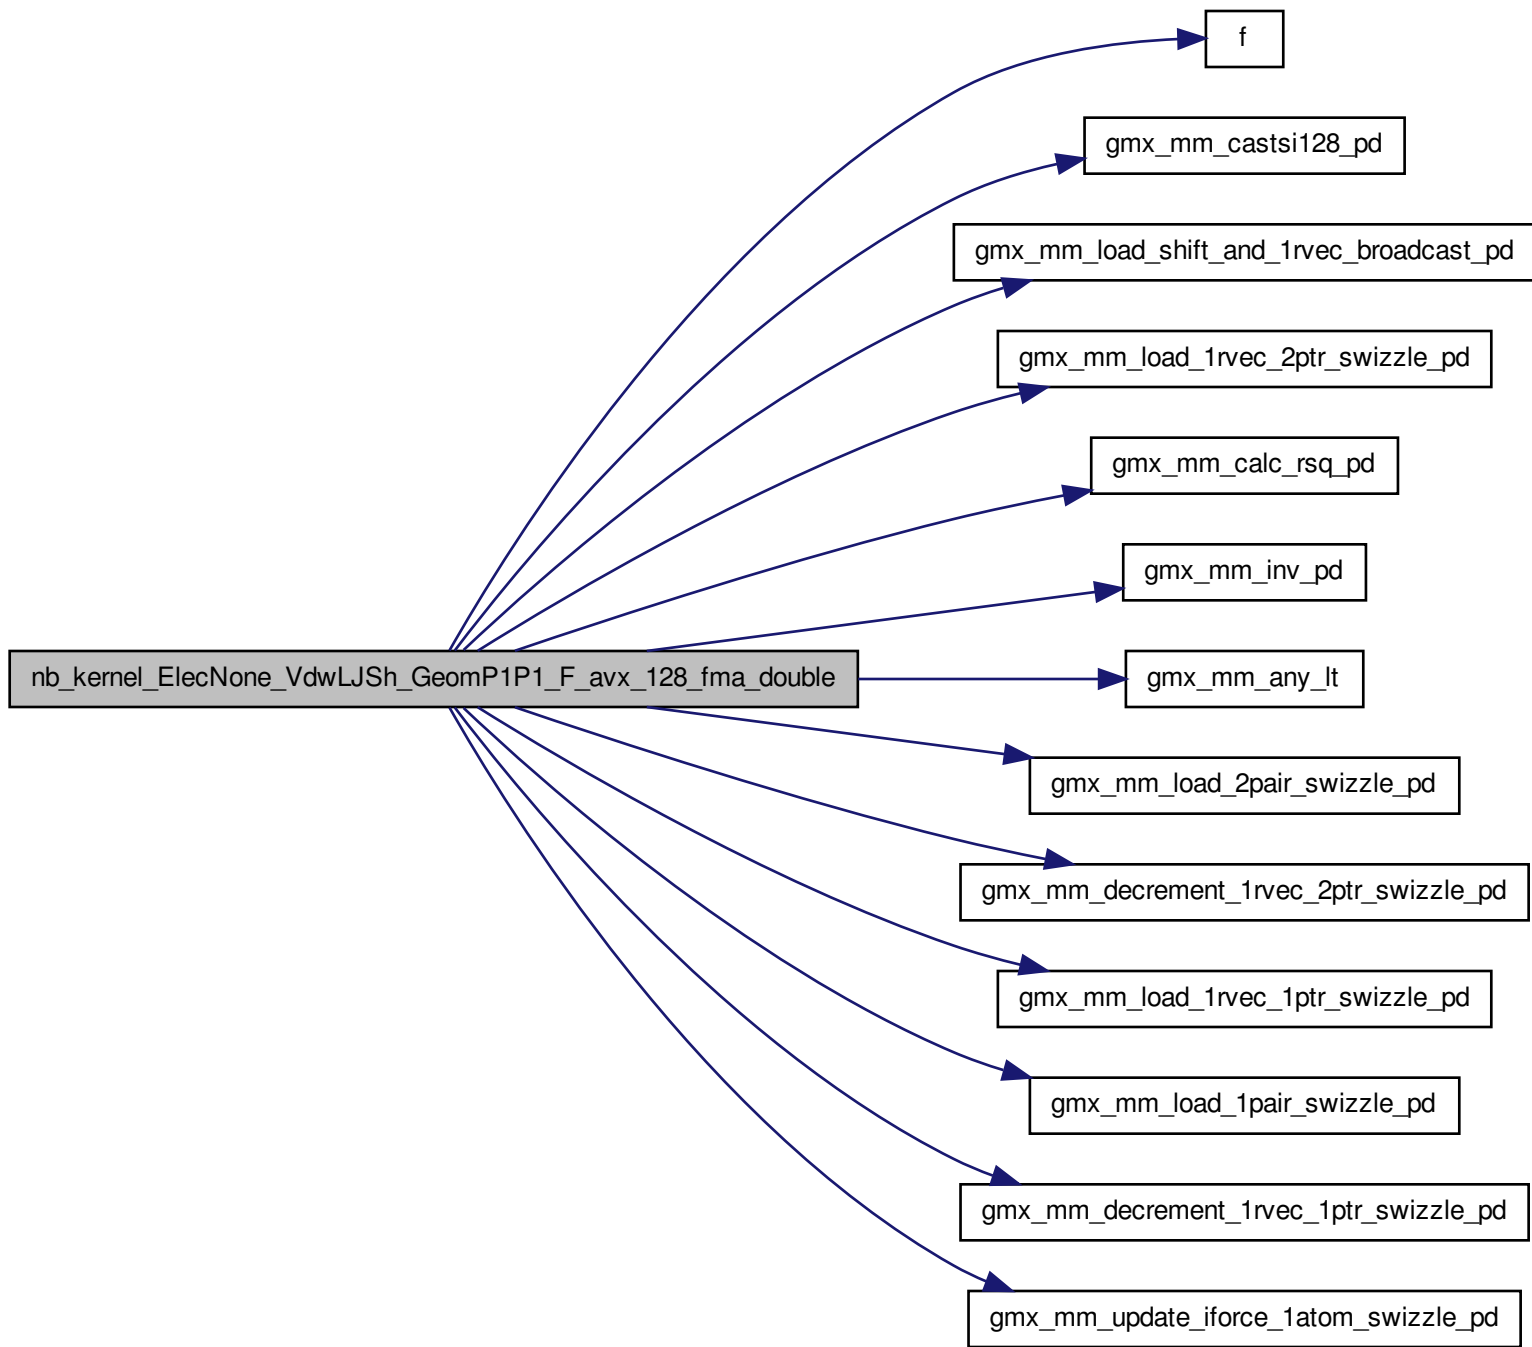 f
gmx_mm_castsi128_pd
gmx_mm_load_shift_and_1rvec_broadcast_pd
gmx_mm_load_1rvec_2ptr_swizzle_pd
gmx_mm_calc_rsq_pd
gmx_mm_inv_pd
nb_kernel_ElecNone_VdwLJSh_GeomP1P1_F_avx_128_fma_double
gmx_mm_any_lt
gmx_mm_load_2pair_swizzle_pd
gmx_mm_decrement_1rvec_2ptr_swizzle_pd
gmx_mm_load_1rvec_1ptr_swizzle_pd
gmx_mm_load_1pair_swizzle_pd
gmx_mm_decrement_1rvec_1ptr_swizzle_pd
gmx_mm_update_iforce_1atom_swizzle_pd